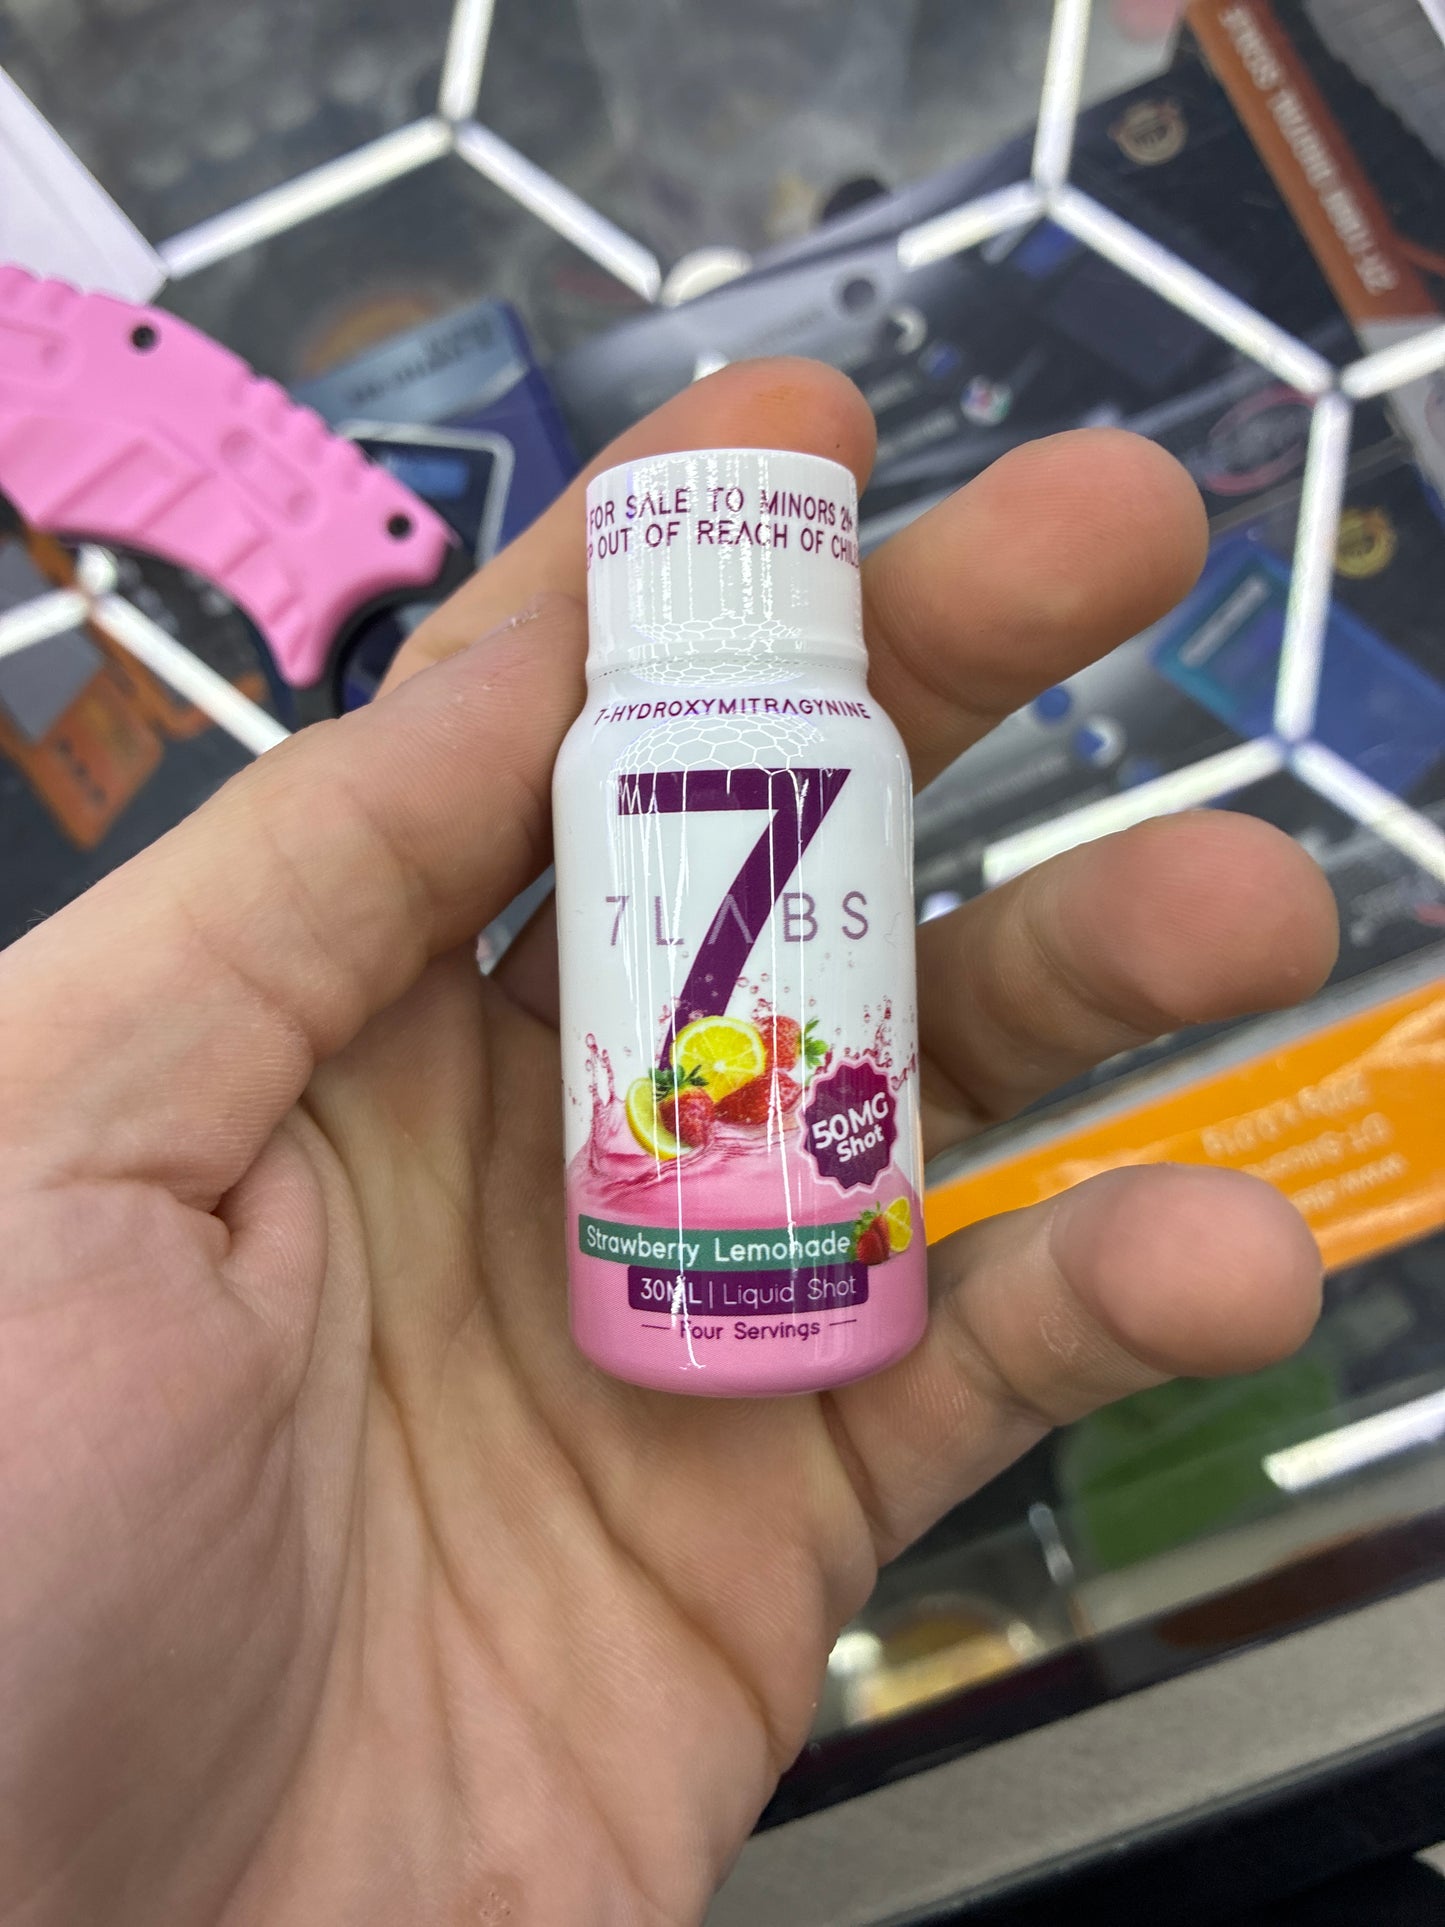 FOR SALE TO MINORS 21+
OUT OF REACH OF
7-HYDROXYMITRAGYNINE
7
7LABS
50MG
Shot
Strawberry Lemonade
30ML | Liquid Shot
Four Servings